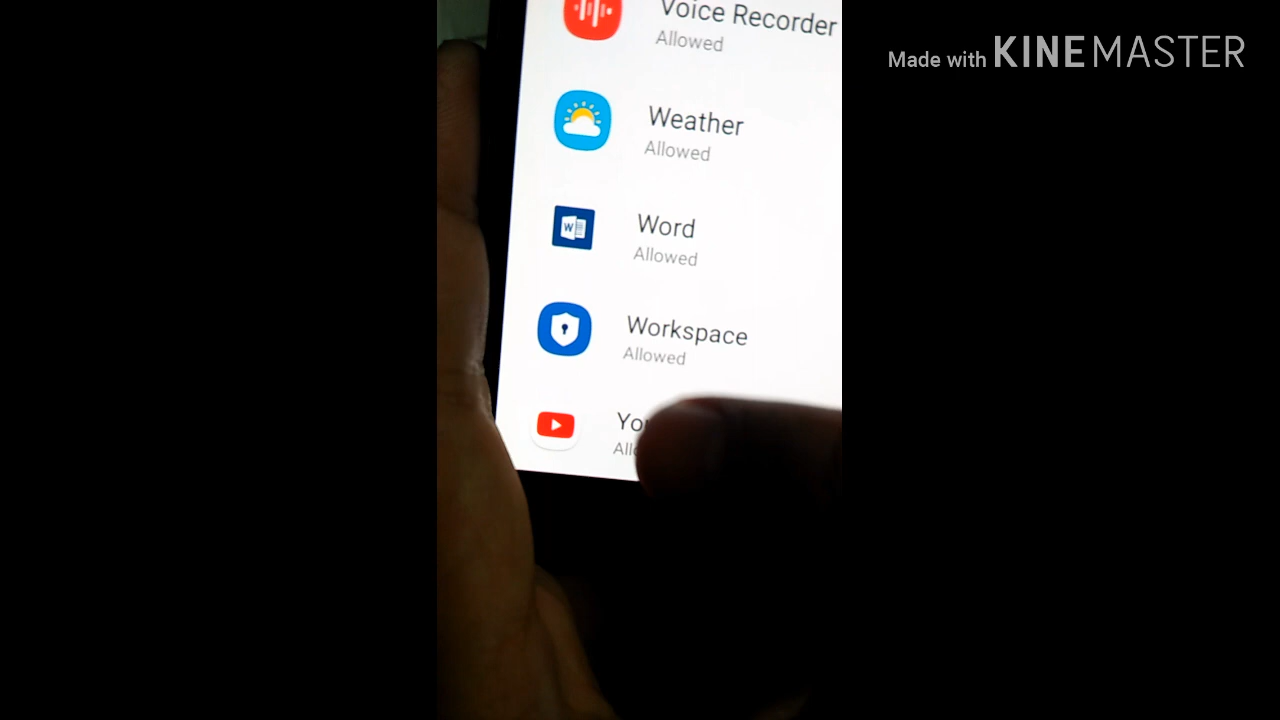 Made with KINEMASTER
Voice Recorder
Allowed
Weather
Allowed
W
Word
Allowed
Workspace
Allowed